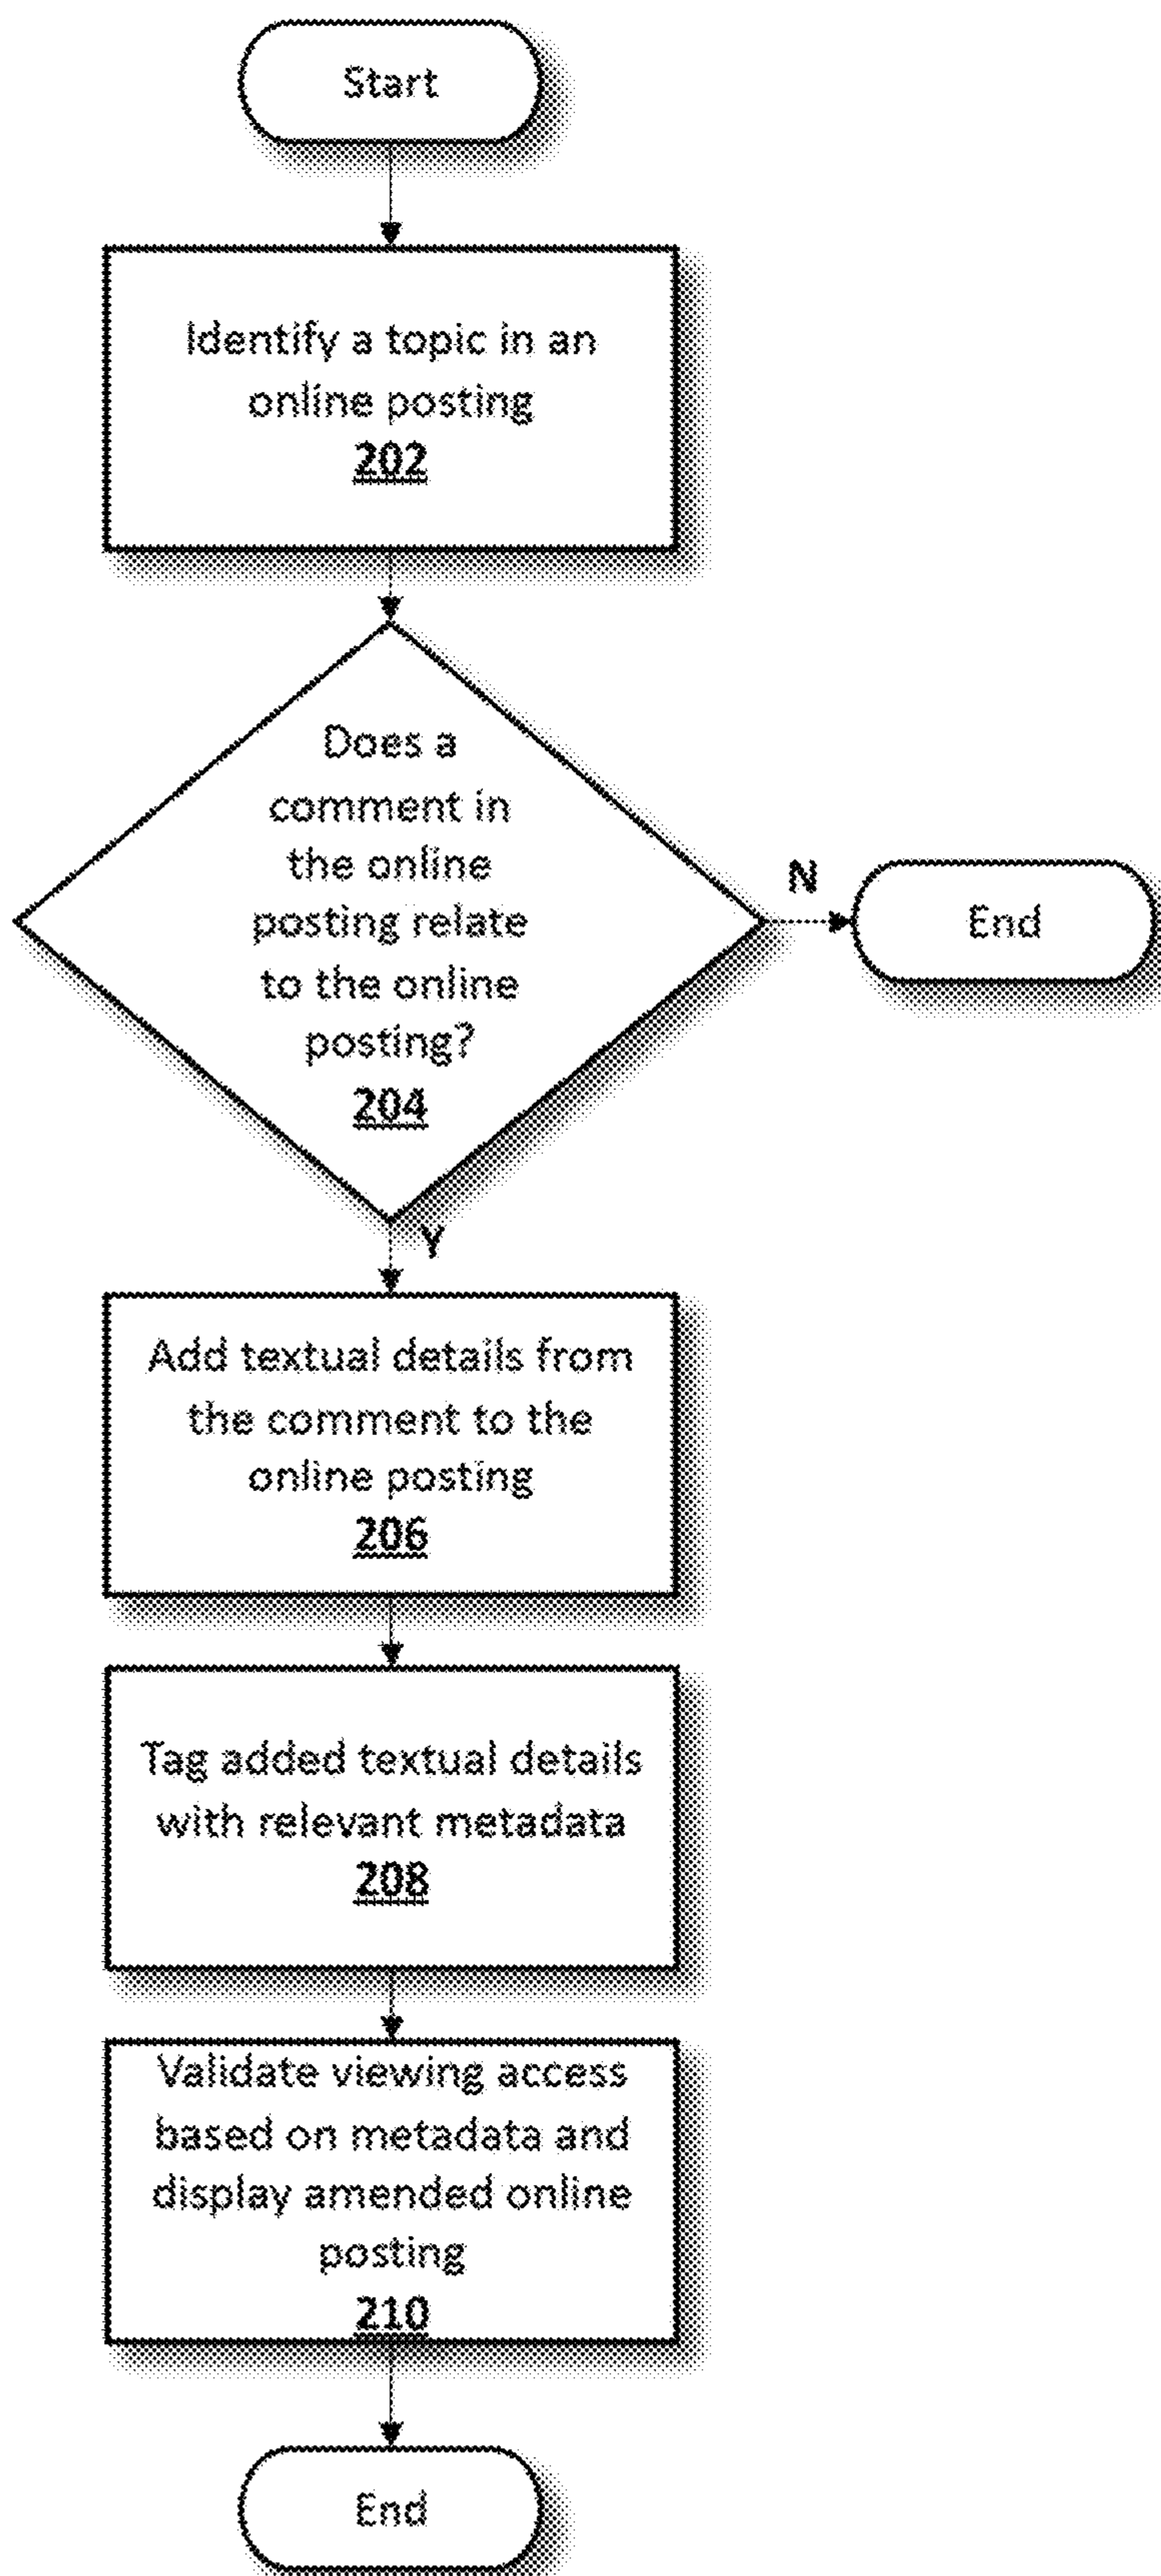 Start
Identify a topic in an
online posting
202
Does a
comment in
the online
posting relate
to the online
posting?
204
N
End
Y
Add textual details from
the comment to the
online posting
206
Tag added textual details
with relevant metadata
208
Validate viewing access
based on metadata and
display amended online
posting
210
End